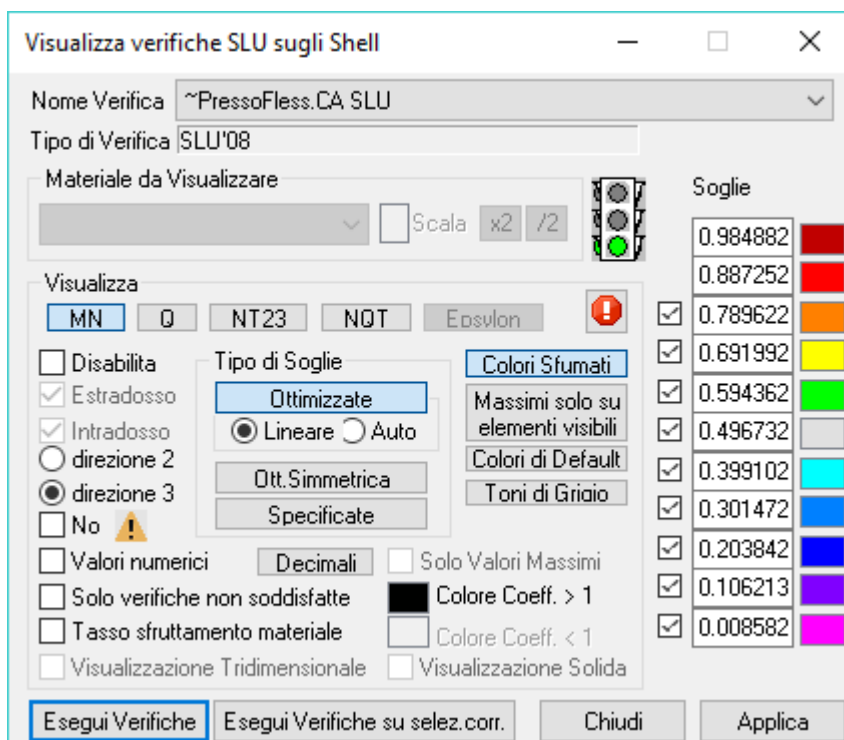 Visualizza verifiche SLU sugli Shell
Nome Verifica ~PressoFless.CA SLU
Tipo di Verifica SLU'08
Materiale da Visualizzare
Scala x2 /2
Soglie
0.984882
0.887252
Visualizza
MN Q NT23 NQT Epsylon
0.789622
Disabilita Tipo di Soglie Colori Sfumati
0.691992
Estradosso Ottimizzate Massimi solo su elementi visibili
0.594362
Intradosso Lineare Auto
0.496732
direzione 2 Ott.Simmetrica Colori di Default
0.399102
direzione 3 Specificate Toni di Grigio
0.301472
No
Valori numerici Decimali Solo Valori Massimi
0.203842
Solo verifiche non soddisfatte Colore Coeff. > 1
0.106213
Tasso sfruttamento materiale Colore Coeff. < 1
0.008582
Visualizzazione Tridimensionale Visualizzazione Solida
Esegui Verifiche Esegui Verifiche su selez.corr. Chiudi Applica